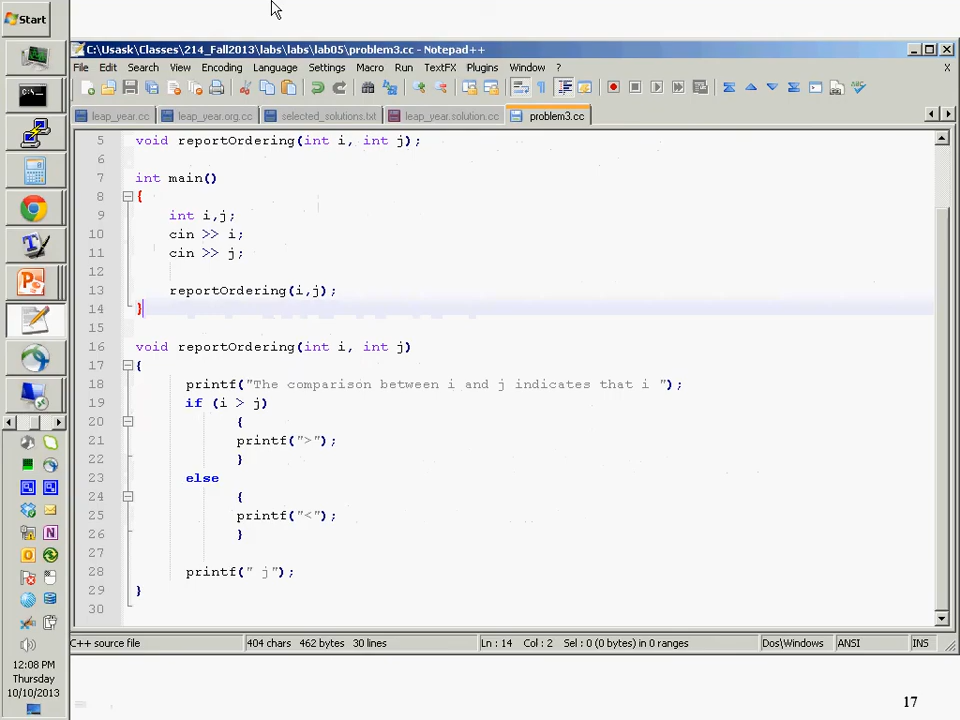 Start
C:\Usask\Classes\214_Fall2013\labs\labs\lab05\problem3.cc - Notepad++
File Edit Search View Encoding Language Settings Macro Run TextFX Plugins Window ? X
leap_year.cc leap_year.org.cc selected_solutions.txt leap_year.solution.cc problem3.cc
5 void reportOrdering(int i, int j);
6
7 int main()
8 {
9 int i,j;
10 cin >> i;
11 cin >> j;
12
13 reportOrdering(i,j);
14 }
15
16 void reportOrdering(int i, int j)
17 {
18 printf("The comparison between i and j indicates that i ");
19 if (i > j)
20 {
21 printf(">");
22 }
23 else
24 {
25 printf("<");
26 }
27
28 printf(" j");
29 }
30
C++ source file 404 chars 462 bytes 30 lines Ln : 14 Col : 2 Sel : 0 (0 bytes) in 0 ranges Dos\Windows ANSI INS
12:08 PM
Thursday
10/10/2013
17